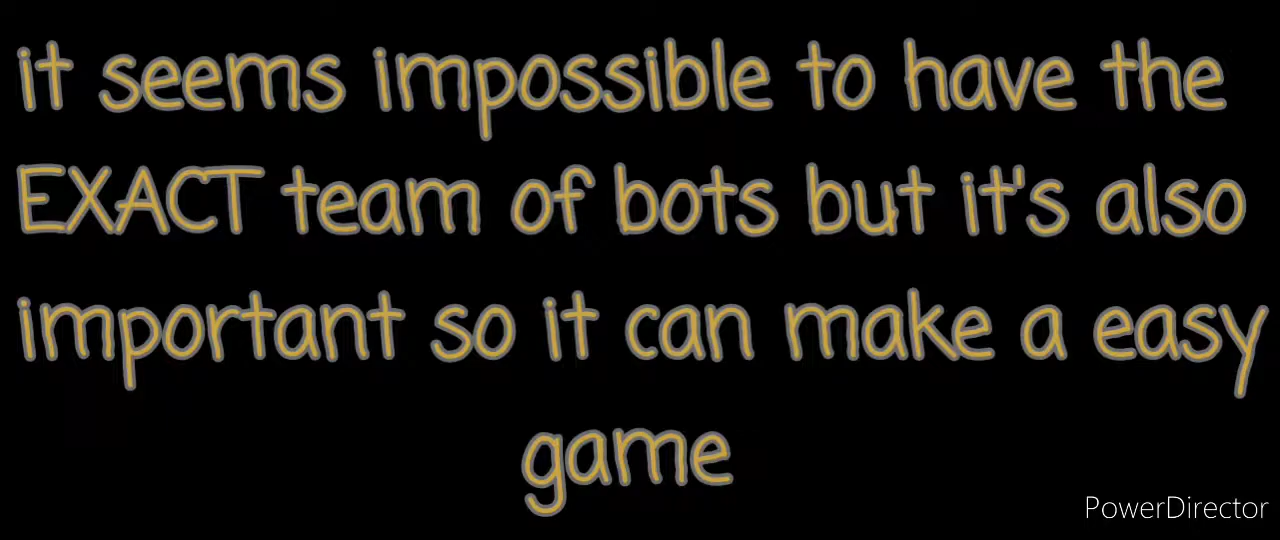 it seems impossible to have the
EXACT team of bots but it's also
important so it can make a easy
game
PowerDirector